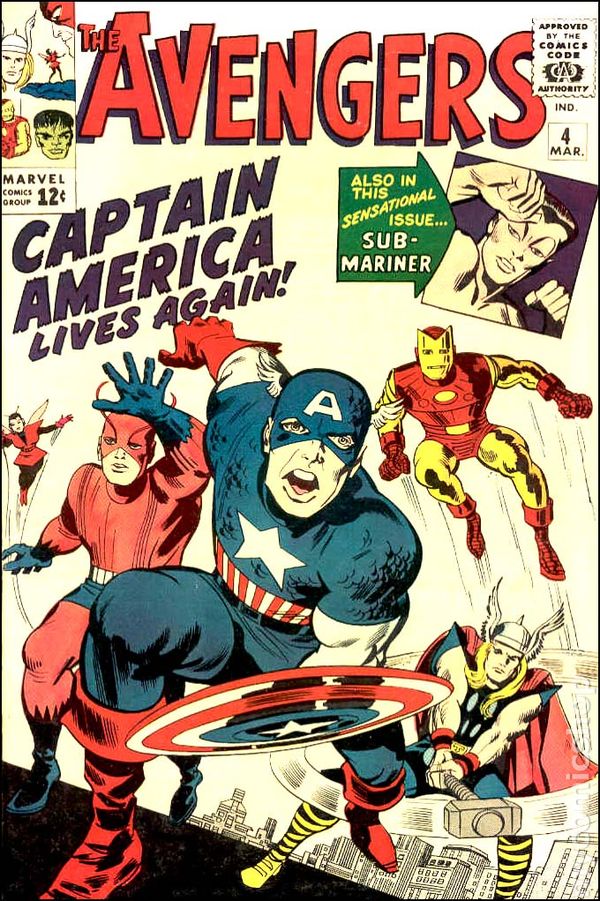 THE AVENGERS
APPROVED
BY THE
COMICS
CODE
CA
AUTHORITY
IND.
4
MAR.
MARVEL
COMICS
GROUP 12¢
CAPTAIN
AMERICA
LIVES AGAIN!
ALSO IN
THIS
SENSATIONAL
ISSUE...
SUB-
MARINER
A